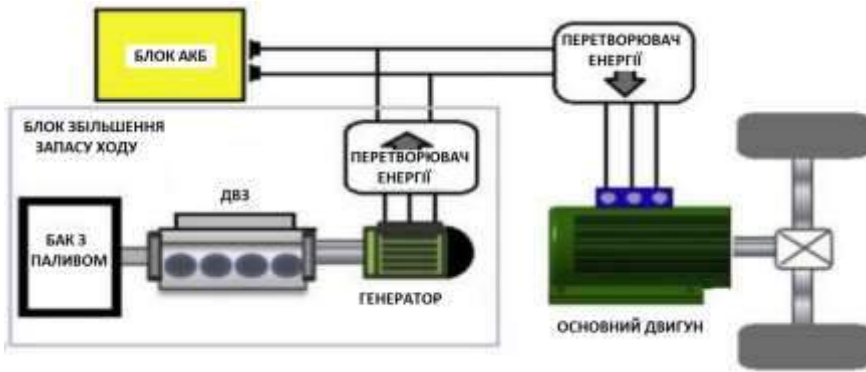 БЛОК АКБ
ПЕРЕТВОРЮВАЧ
ЕНЕРГІЇ
БЛОК ЗБІЛЬШЕННЯ
ЗАПАСУ ХОДУ
ПЕРЕТВОРЮВАЧ
ЕНЕРГІЇ
ДВЗ
БАК З
ПАЛИВОМ
ГЕНЕРАТОР
ОСНОВНИЙ ДВИГУН